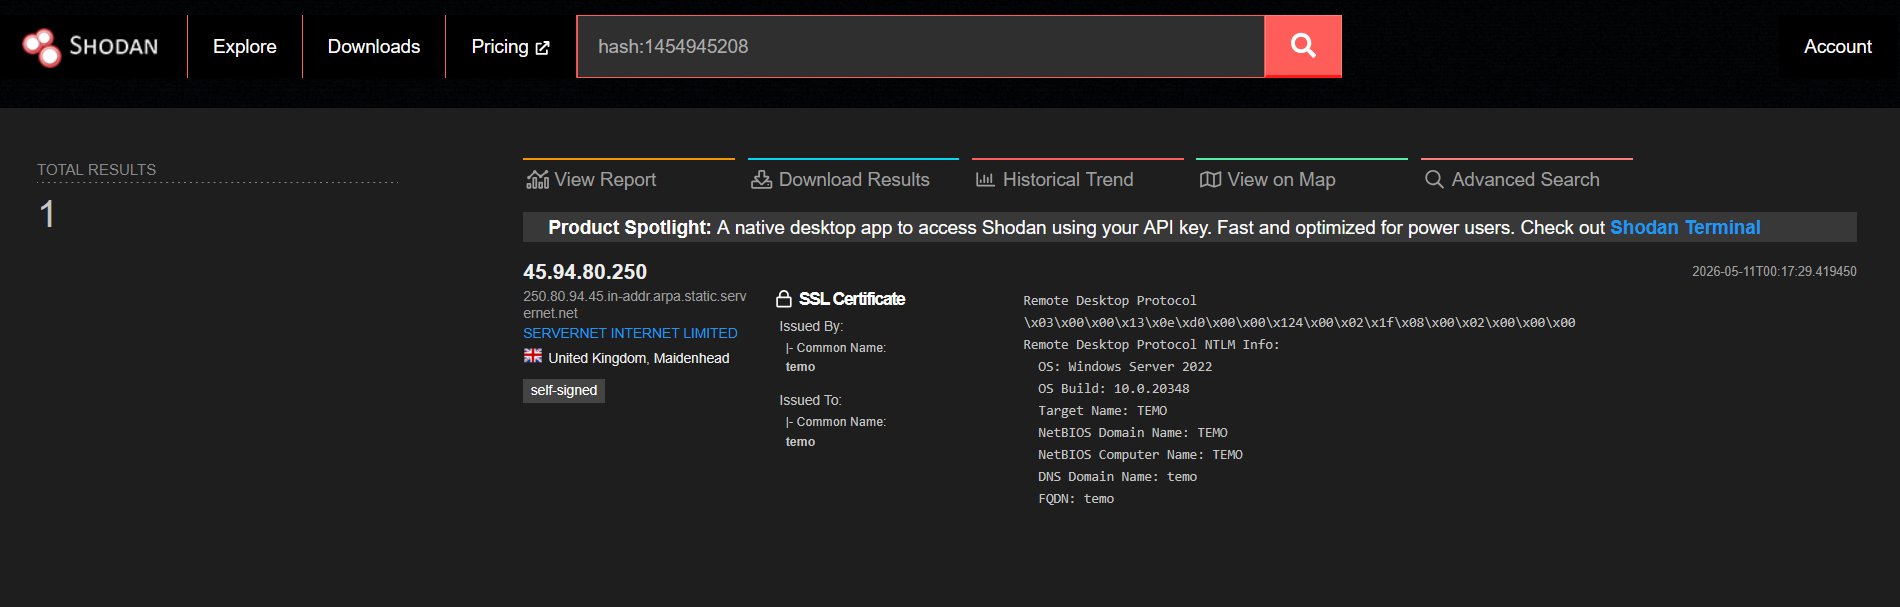 SHODAN
Explore
Downloads
Pricing
hash:1454945208
Account
TOTAL RESULTS
1
View Report
Download Results
Historical Trend
View on Map
Advanced Search
Product Spotlight: A native desktop app to access Shodan using your API key. Fast and optimized for power users. Check out Shodan Terminal
45.94.80.250
250.80.94.45.in-addr.arpa.static.serv
ernet.net
SERVERNET INTERNET LIMITED
United Kingdom, Maidenhead
self-signed
SSL Certificate
Issued By:
|- Common Name:
temo
Issued To:
|- Common Name:
temo
2026-05-11T00:17:29.419450
Remote Desktop Protocol
\x03\x00\x00\x13\x0e\xd0\x00\x00\x124\x00\x02\x1f\x08\x00\x02\x00\x00\x00
Remote Desktop Protocol NTLM Info:
OS: Windows Server 2022
OS Build: 10.0.20348
Target Name: TEMO
NetBIOS Domain Name: TEMO
NetBIOS Computer Name: TEMO
DNS Domain Name: temo
FQDN: temo